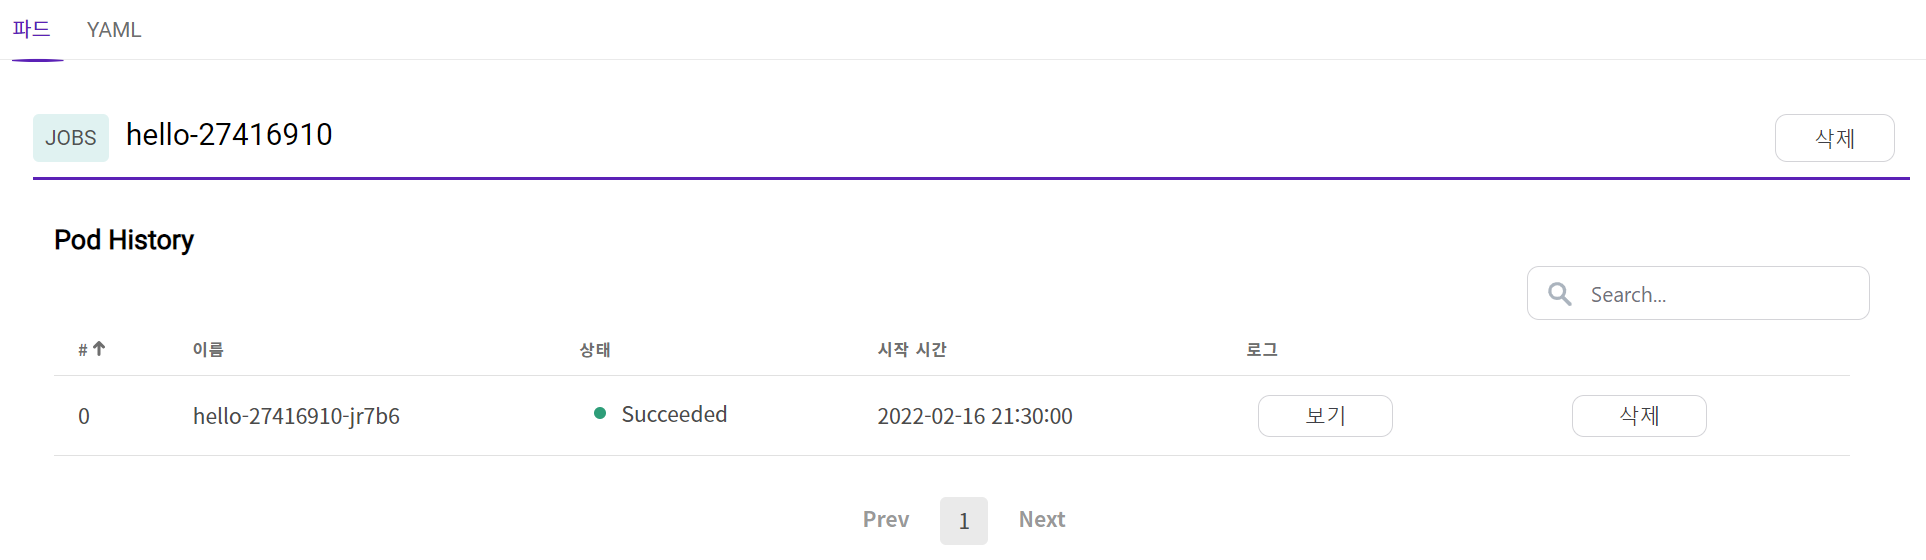 파드 YAML
JOBS hello-27416910 삭제
Pod History
Search...
# 이름 상태 시작 시간 로그
0 hello-27416910-jr7b6 Succeeded 2022-02-16 21:30:00 보기 삭제
Prev 1 Next